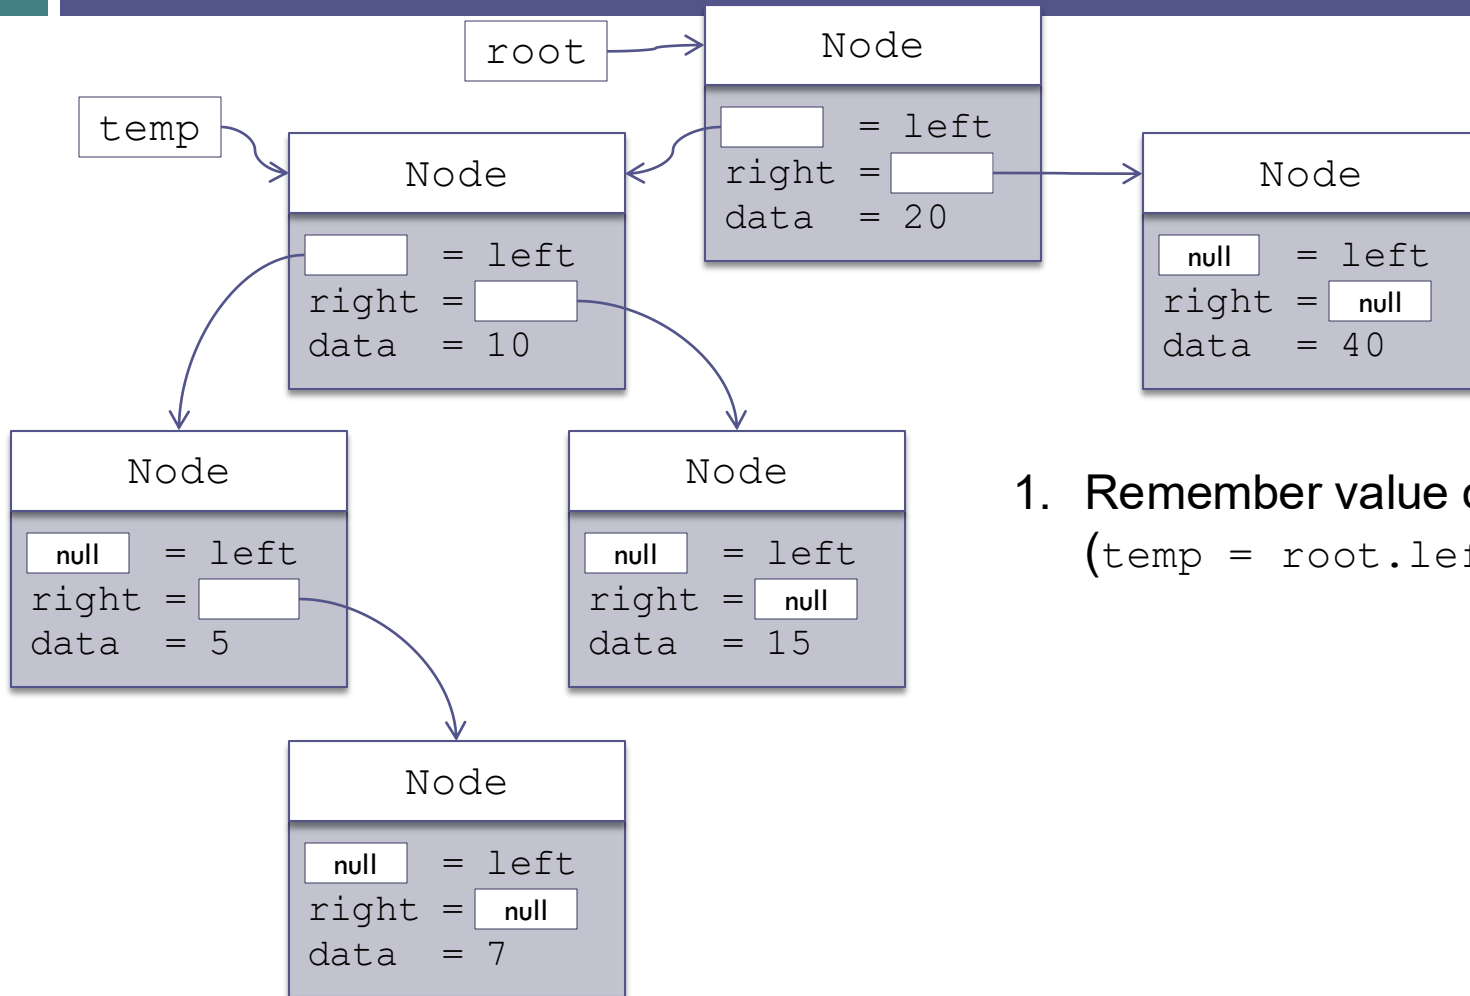 root
Node
= left
right =
data = 20
temp
Node
= left
right =
data = 10
Node
null = left
right = null
data = 40
Node
null = left
right =
data = 5
Node
null = left
right = null
data = 15
1. Remember value
(temp = root.lef
Node
null = left
right = null
data = 7